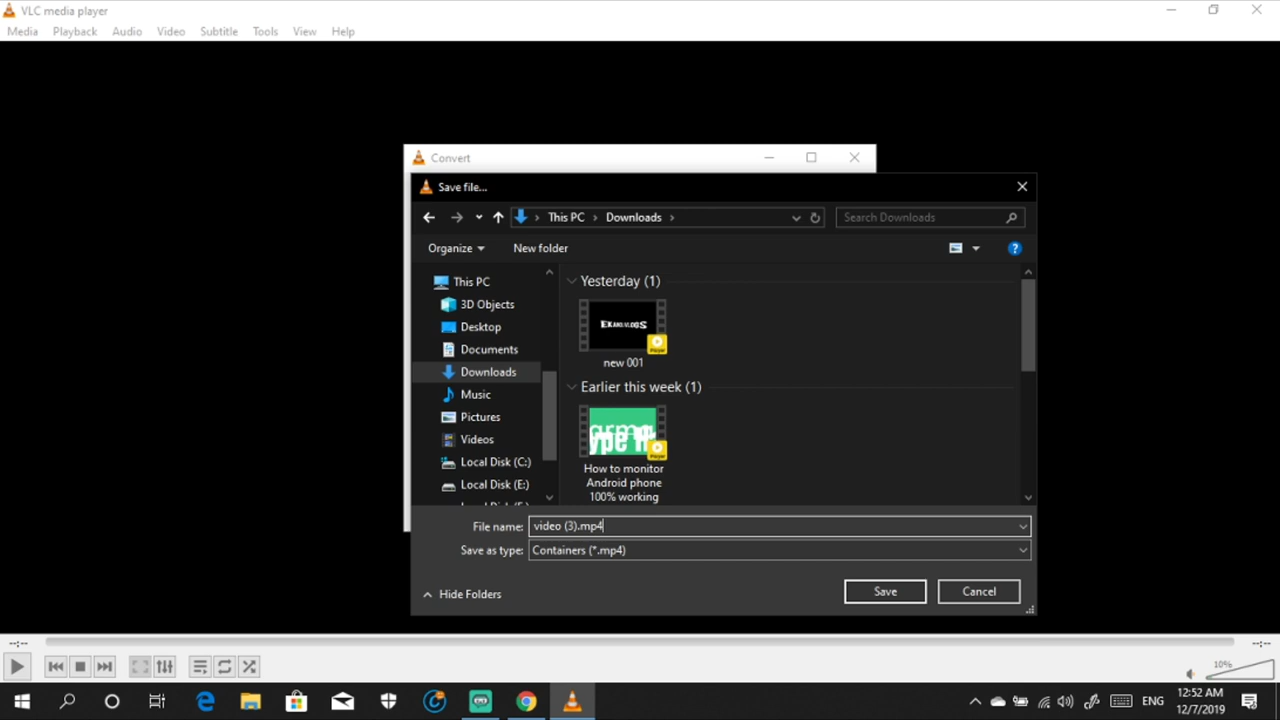 VLC media player
Media Playback Audio Video Subtitle Tools View Help
Convert
Save file...
This PC Downloads
Search Downloads
Organize New folder
This PC
3D Objects
Desktop
Documents
Downloads
Music
Pictures
Videos
Local Disk (C:)
Local Disk (E:)
Yesterday (1)
new 001
Earlier this week (1)
How to monitor
Android phone
100% working
File name: video (3).mp4
Save as type: Containers (*.mp4)
Hide Folders
Save Cancel
--:-- --:--
10%
ENG
12:52 AM
12/7/2019